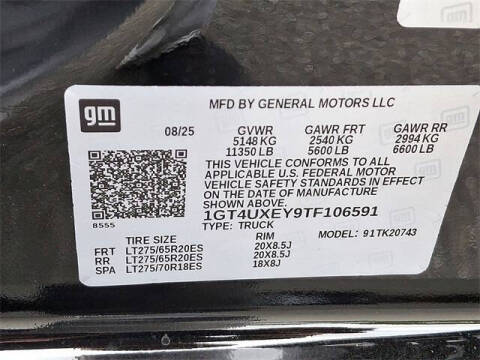 gm
MFD BY GENERAL MOTORS LLC
08/25 GVWR GAWR FRT GAWR RR
5148 KG 2540 KG 2994 KG
11350 LB 5600 LB 6600 LB
THIS VEHICLE CONFORMS TO ALL
APPLICABLE U.S. FEDERAL MOTOR
VEHICLE SAFETY STANDARDS IN EFFECT
ON THE DATE OF MANUFACTURE
SHOWN ABOVE.
1GT4UXEY9TF106591
8555 TYPE: TRUCK MODEL: 91TK20743
TIRE SIZE RIM
FRT LT275/65R20ES 20X8.5J
RR LT275/65R20ES 20X8.5J
SPA LT275/70R18ES 18X8J